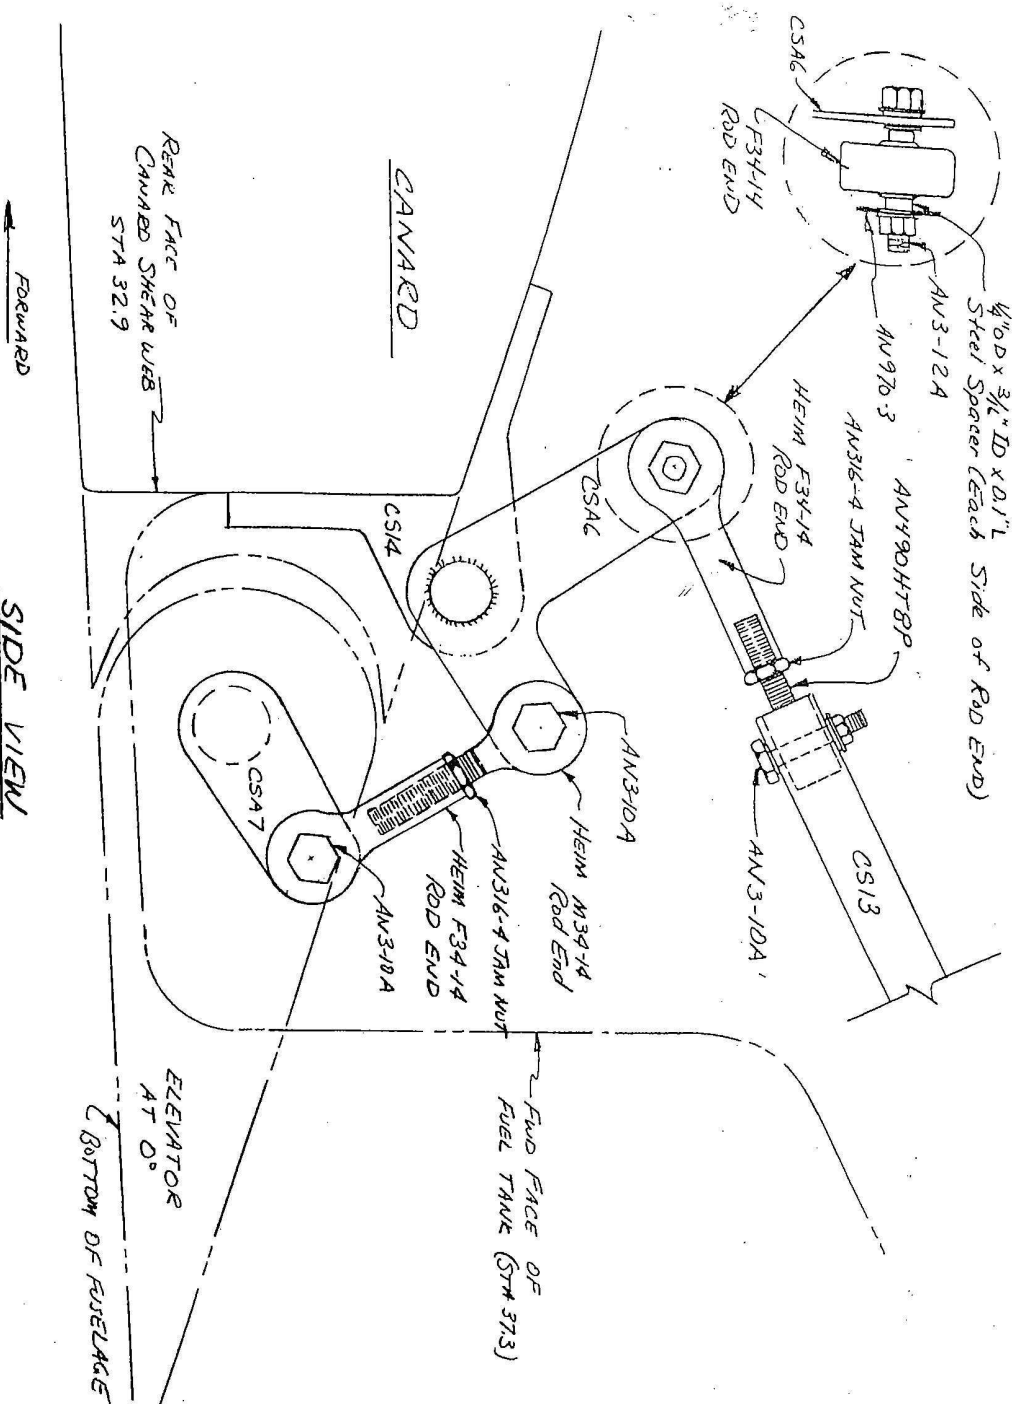 CSA6
F34-14
ROD END
1/4" OD x 3/16" ID x 0.1" L
Steel Spacer (Each Side of Rod End)
AN3-12A
AN970-3
HEIM F34-14
ROD END
AN316-4 JAM NUT
AN490HT8P
CANARD
REAR FACE OF
CANARD SHEAR WEB
STA 32.9
CSA6
CS14
CS13
AN3-10A
AN3-10A
HEIM M34-14
Rod End
AN316-4 JAM NUT
HEIM F34-14
ROD END
AN3-10A
CSA7
FWD FACE OF
FUEL TANK (STA 37.3)
ELEVATOR
AT 0°
BOTTOM OF FUSELAGE
FORWARD
SIDE VIEW